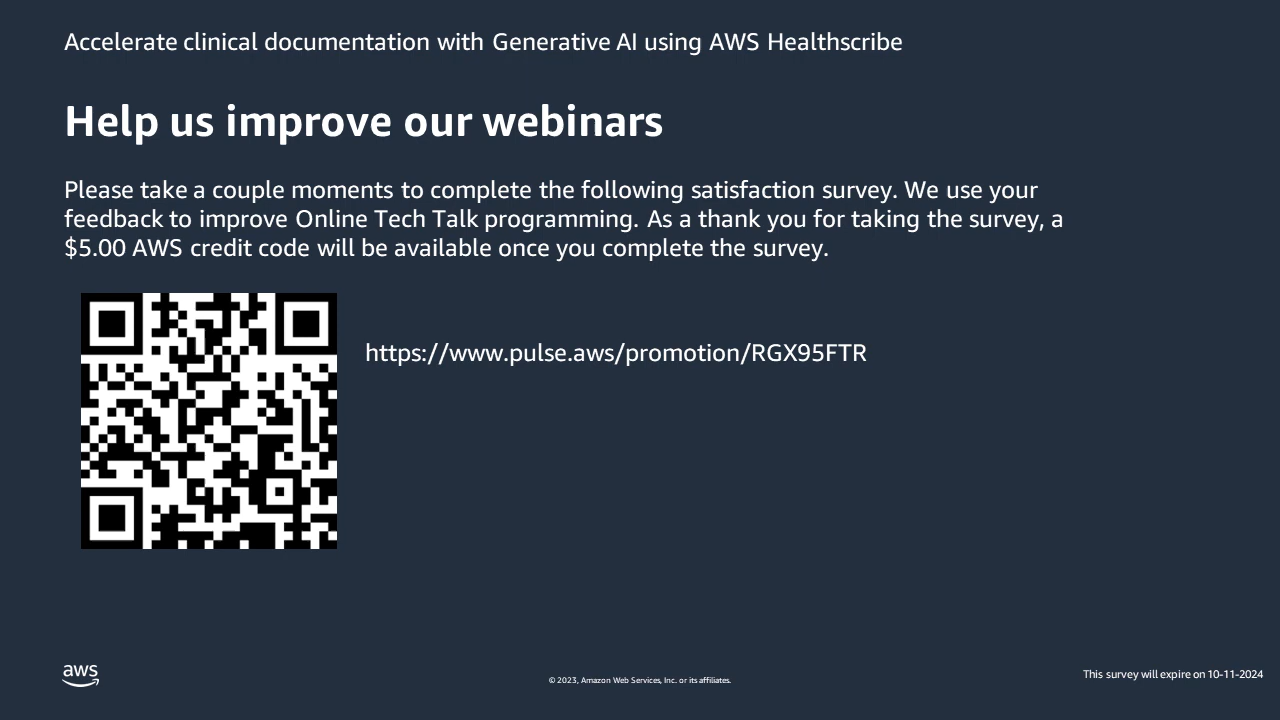 Accelerate clinical documentation with Generative AI using AWS Healthscribe
Help us improve our webinars
Please take a couple moments to complete the following satisfaction survey. We use your
feedback to improve Online Tech Talk programming. As a thank you for taking the survey, a
$5.00 AWS credit code will be available once you complete the survey.
https://www.pulse.aws/promotion/RGX95FTR
aws
© 2023, Amazon Web Services, Inc. or its affiliates.
This survey will expire on 10-11-2024